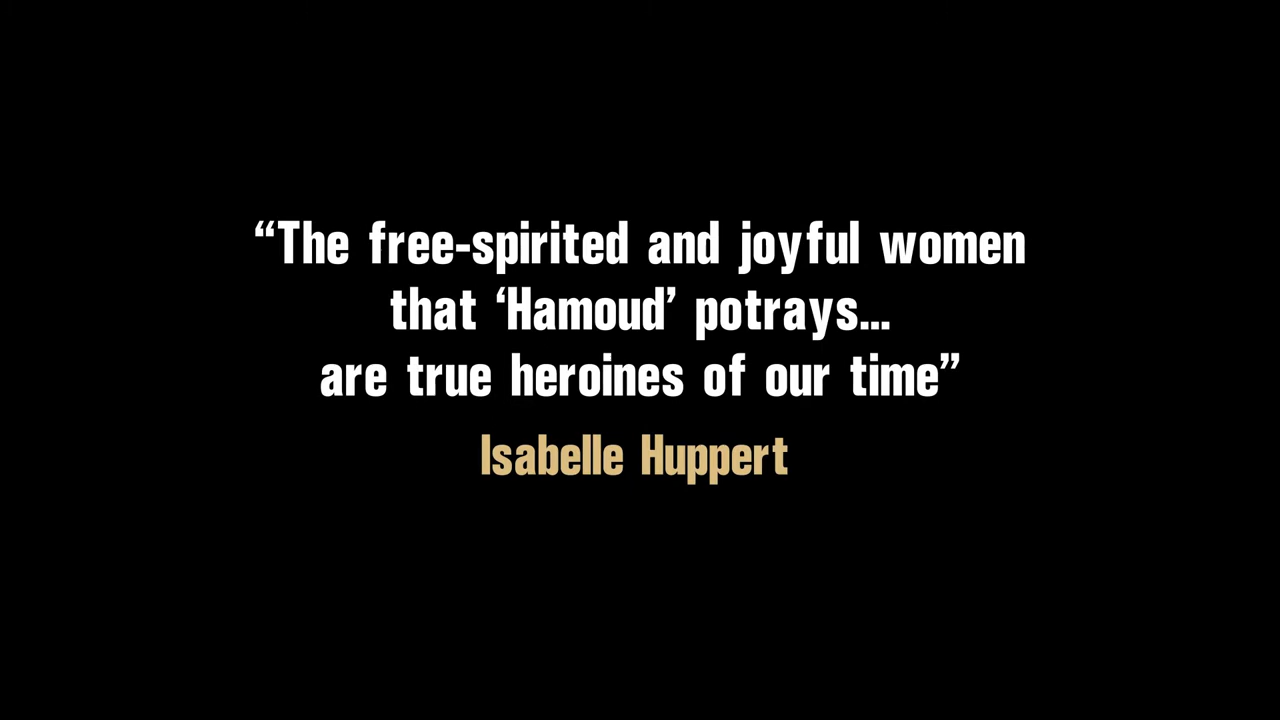 “The free-spirited and joyful women
that ‘Hamoud’ potrays...
are true heroines of our time”
Isabelle Huppert